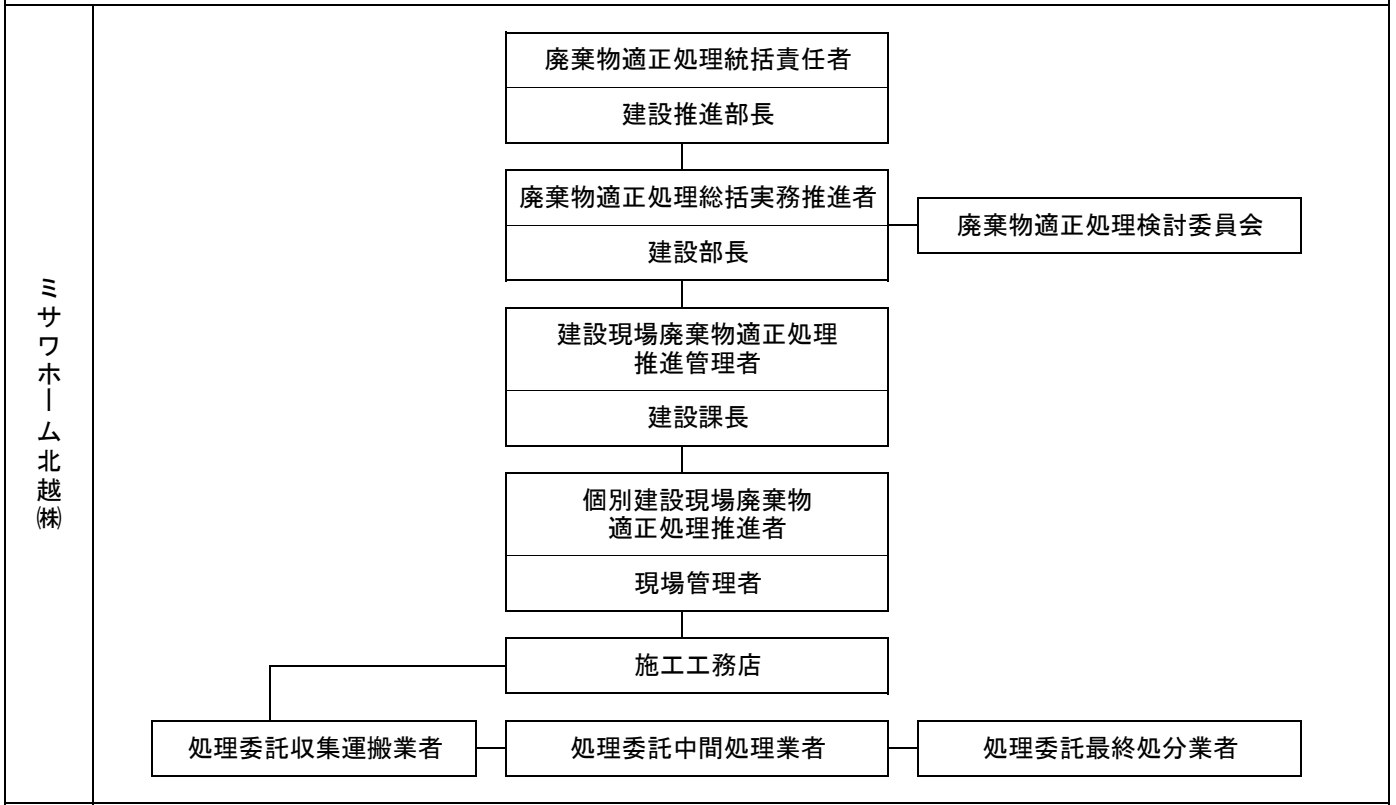 ミサワホーム北越㈱
廃棄物適正処理統括責任者
建設推進部長
廃棄物適正処理総括実務推進者
建設部長
廃棄物適正処理検討委員会
建設現場廃棄物適正処理
推進管理者
建設課長
個別建設現場廃棄物
適正処理推進者
現場管理者
施工工務店
処理委託収集運搬業者
処理委託中間処理業者
処理委託最終処分業者